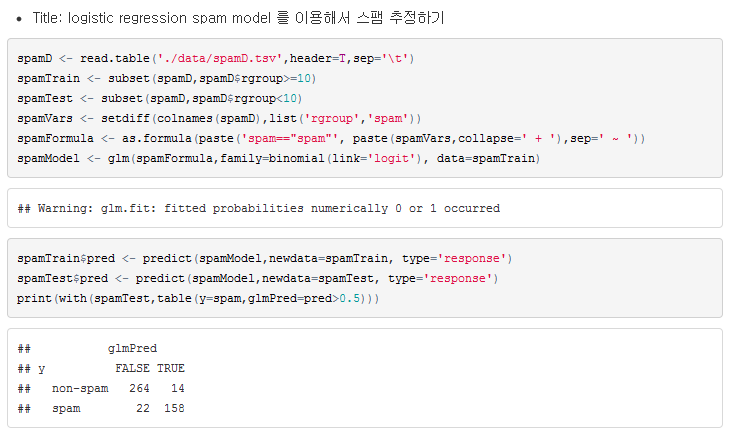 • Title: logistic regression spam model 를 이용해서 스팸 추정하기
spamD <- read.table('./data/spamD.tsv',header=T,sep='\t')
spamTrain <- subset(spamD,spamD$rgroup>=10)
spamTest <- subset(spamD,spamD$rgroup<10)
spamVars <- setdiff(colnames(spamD),list('rgroup','spam'))
spamFormula <- as.formula(paste('spam=="spam"', paste(spamVars,collapse=' + '),sep=' ~ '))
spamModel <- glm(spamFormula,family=binomial(link='logit'), data=spamTrain)
## Warning: glm.fit: fitted probabilities numerically 0 or 1 occurred
spamTrain$pred <- predict(spamModel,newdata=spamTrain, type='response')
spamTest$pred <- predict(spamModel,newdata=spamTest, type='response')
print(with(spamTest,table(y=spam,glmPred=pred>0.5)))
##           glmPred
## y          FALSE TRUE
##   non-spam   264   14
##   spam        22  158